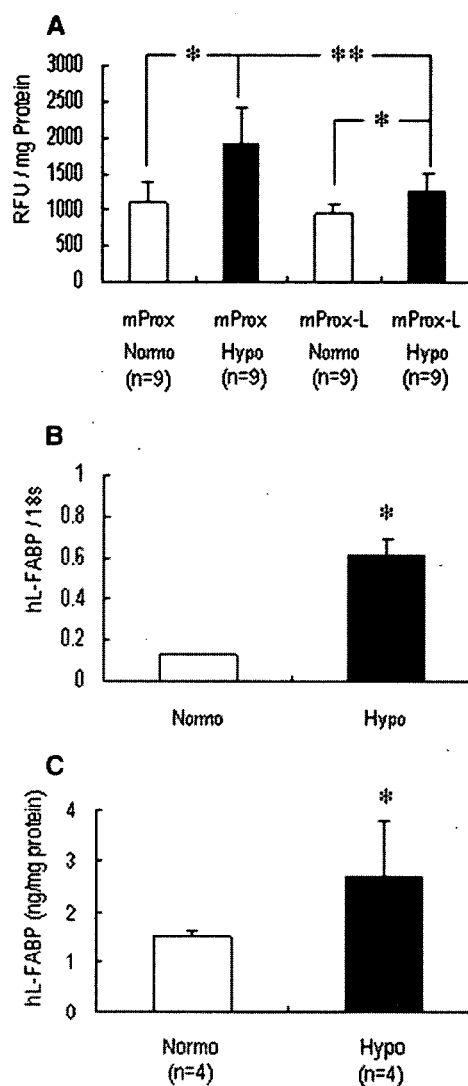 A
RFU / mg Protein
3000
2500
2000
1500
1000
500
0
* ** *
mProx mProx mProx-L mProx-L
Normo Hypo Normo Hypo
(n=9) (n=9) (n=9) (n=9)
B
hL-FABP / 18s
1
0.8
0.6
0.4
0.2
0
*
Normo Hypo
C
hL-FABP (ng/mg protein)
4
3
2
1
0
*
Normo Hypo
(n=4) (n=4)